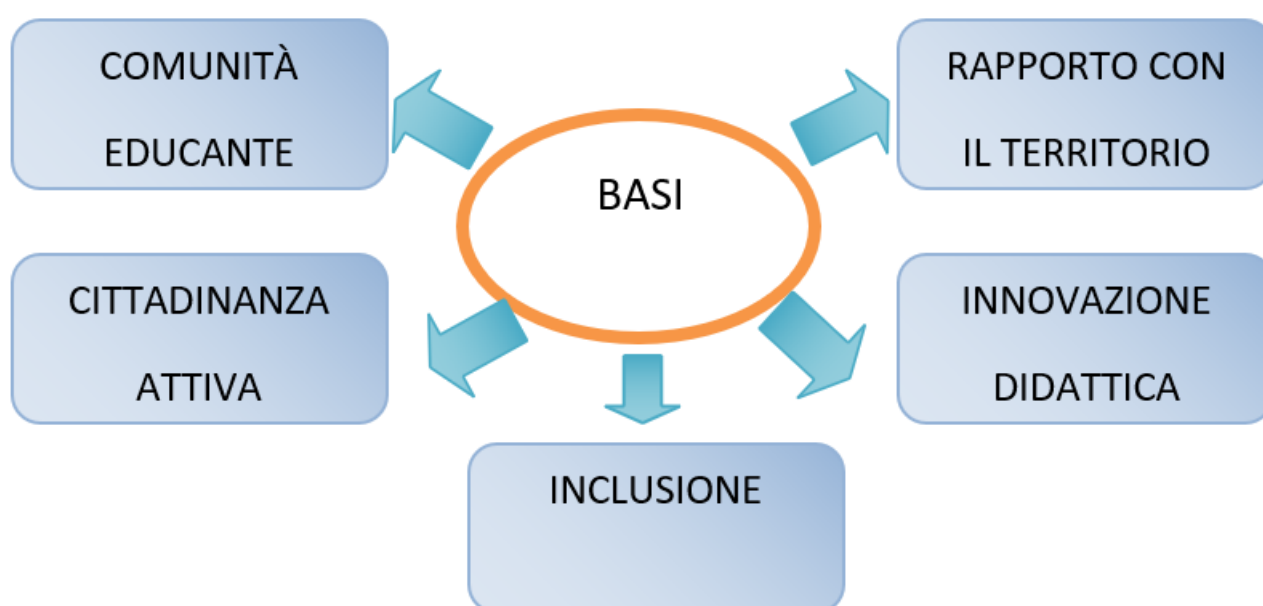 COMUNITÀ
EDUCANTE
BASI
RAPPORTO CON
IL TERRITORIO
CITTADINANZA
ATTIVA
INNOVAZIONE
DIDATTICA
INCLUSIONE